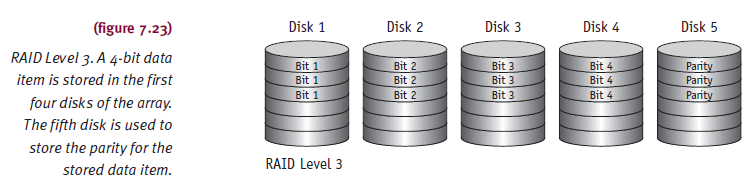 (figure 7.23)
RAID Level 3. A 4-bit data
item is stored in the first
four disks of the array.
The fifth disk is used to
store the parity for the
stored data item.
Disk 1 Disk 2 Disk 3 Disk 4 Disk 5
Bit 1 Bit 2 Bit 3 Bit 4 Parity
Bit 1 Bit 2 Bit 3 Bit 4 Parity
Bit 1 Bit 2 Bit 3 Bit 4 Parity
RAID Level 3